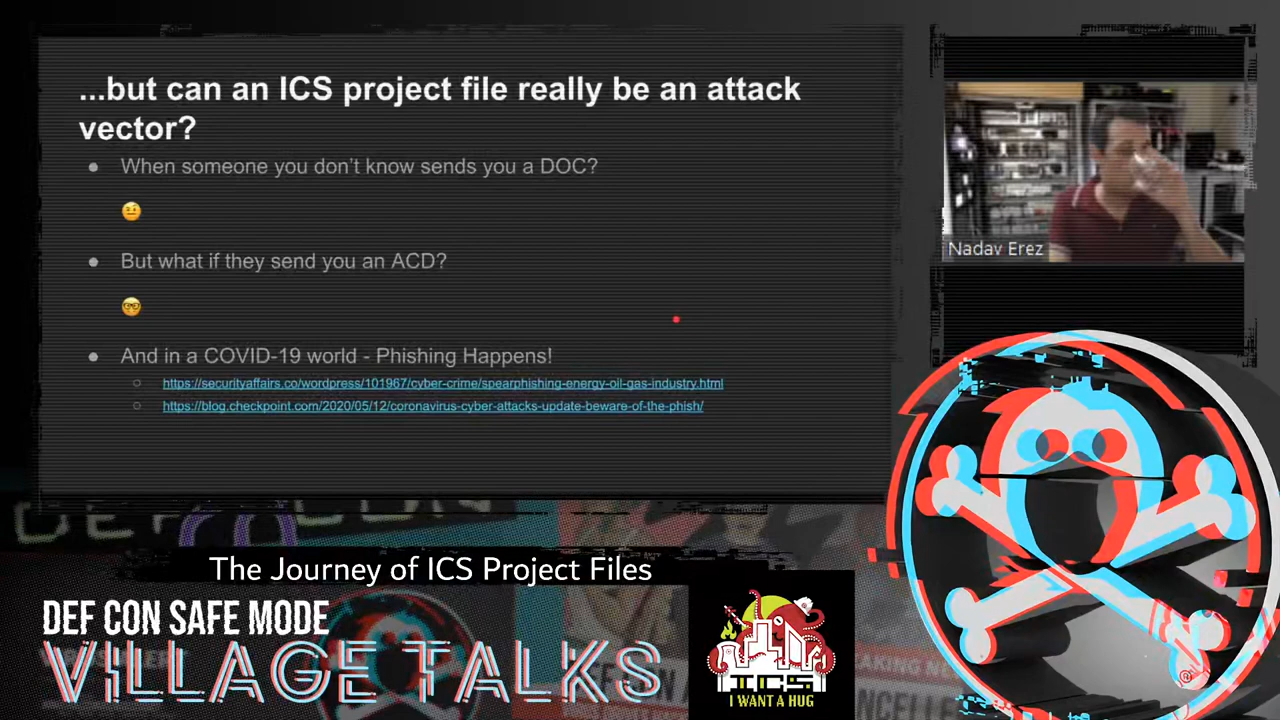 ...but can an ICS project file really be an attack
vector?
● When someone you don't know sends you a DOC?
🤨
● But what if they send you an ACD?
🤓
● And in a COVID-19 world - Phishing Happens!
○ https://securityaffairs.co/wordpress/101967/cyber-crime/spearphishing-energy-oil-gas-industry.html
○ https://blog.checkpoint.com/2020/05/12/coronavirus-cyber-attacks-update-beware-of-the-phish/
Nadav Erez
DEF CON
The Journey of ICS Project Files
DEF CON SAFE MODE
VILLAGE TALKS
ICS
I WANT A HUG